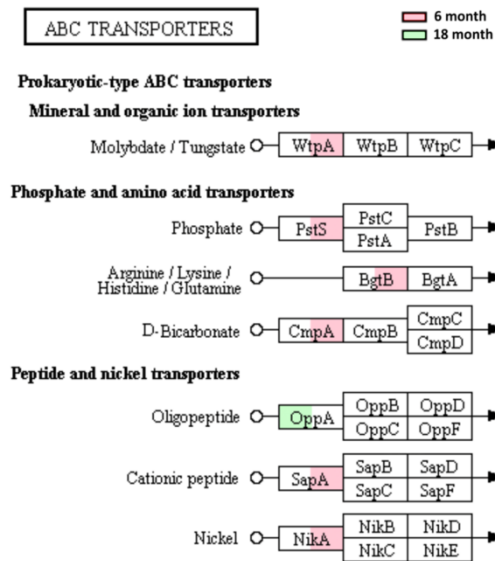 ABC TRANSPORTERS
6 month
18 month
Prokaryotic-type ABC transporters
Mineral and organic ion transporters
Molybdate / Tungstate WtpA WtpB WtpC
Phosphate and amino acid transporters
Phosphate PstS PstC PstA PstB
Arginine / Lysine /
Histidine / Glutamine BgtB BgtA
D-Bicarbonate CmpA CmpB CmpC CmpD
Peptide and nickel transporters
Oligopeptide OppA OppB OppD
OppC OppF
Cationic peptide SapA SapB SapD
SapC SapF
Nickel NikA NikB NikD
NikC NikE